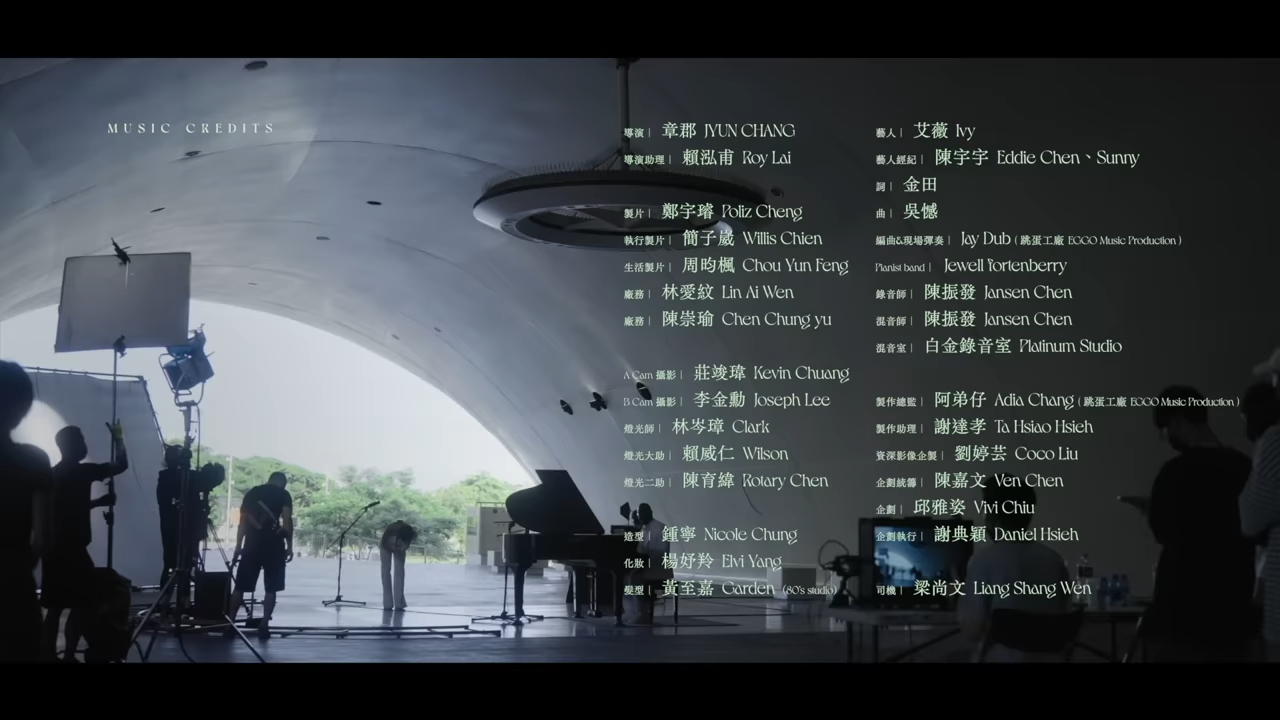 MUSIC CREDITS
導演 | 章郡 JYUN CHANG
導演助理 | 賴泓甫 Roy Lai
製片 | 鄭宇璿 Poliz Cheng
執行製片 | 簡子崴 Willis Chien
生活製片 | 周昀楓 Chou Yun Feng
廠務 | 林愛紋 Lin Ai Wen
廠務 | 陳崇瑜 Chen Chung yu
A Cam 攝影 | 莊竣瑋 Kevin Chuang
B Cam 攝影 | 李金勳 Joseph Lee
燈光師 | 林岑璋 Clark
燈光大助 | 賴威仁 Wilson
燈光二助 | 陳育緯 Rotary Chen
造型 | 鍾寧 Nicole Chung
化妝 | 楊妤羚 Elvi Yang
髮型 | 黃至嘉 Garden (80's studio)
藝人 | 艾薇 Ivy
藝人經紀 | 陳宇宇 Eddie Chen、Sunny
詞 | 金田
曲 | 吳憾
編曲&現場彈奏 | Jay Dub ( 跳蛋工廠 EGGO Music Production )
Pianist band | Jewell Fortenberry
錄音師 | 陳振發 Jansen Chen
混音師 | 陳振發 Jansen Chen
混音室 | 白金錄音室 Platinum Studio
製作總監 | 阿弟仔 Adia Chang ( 跳蛋工廠 EGGO Music Production )
製作助理 | 謝達孝 Ta Hsiao Hsieh
資深影像企製 | 劉婷芸 Coco Liu
企劃統籌 | 陳嘉文 Ven Chen
企劃 | 邱雅姿 Vivi Chiu
企劃執行 | 謝典穎 Daniel Hsieh
司機 | 梁尚文 Liang Shang Wen